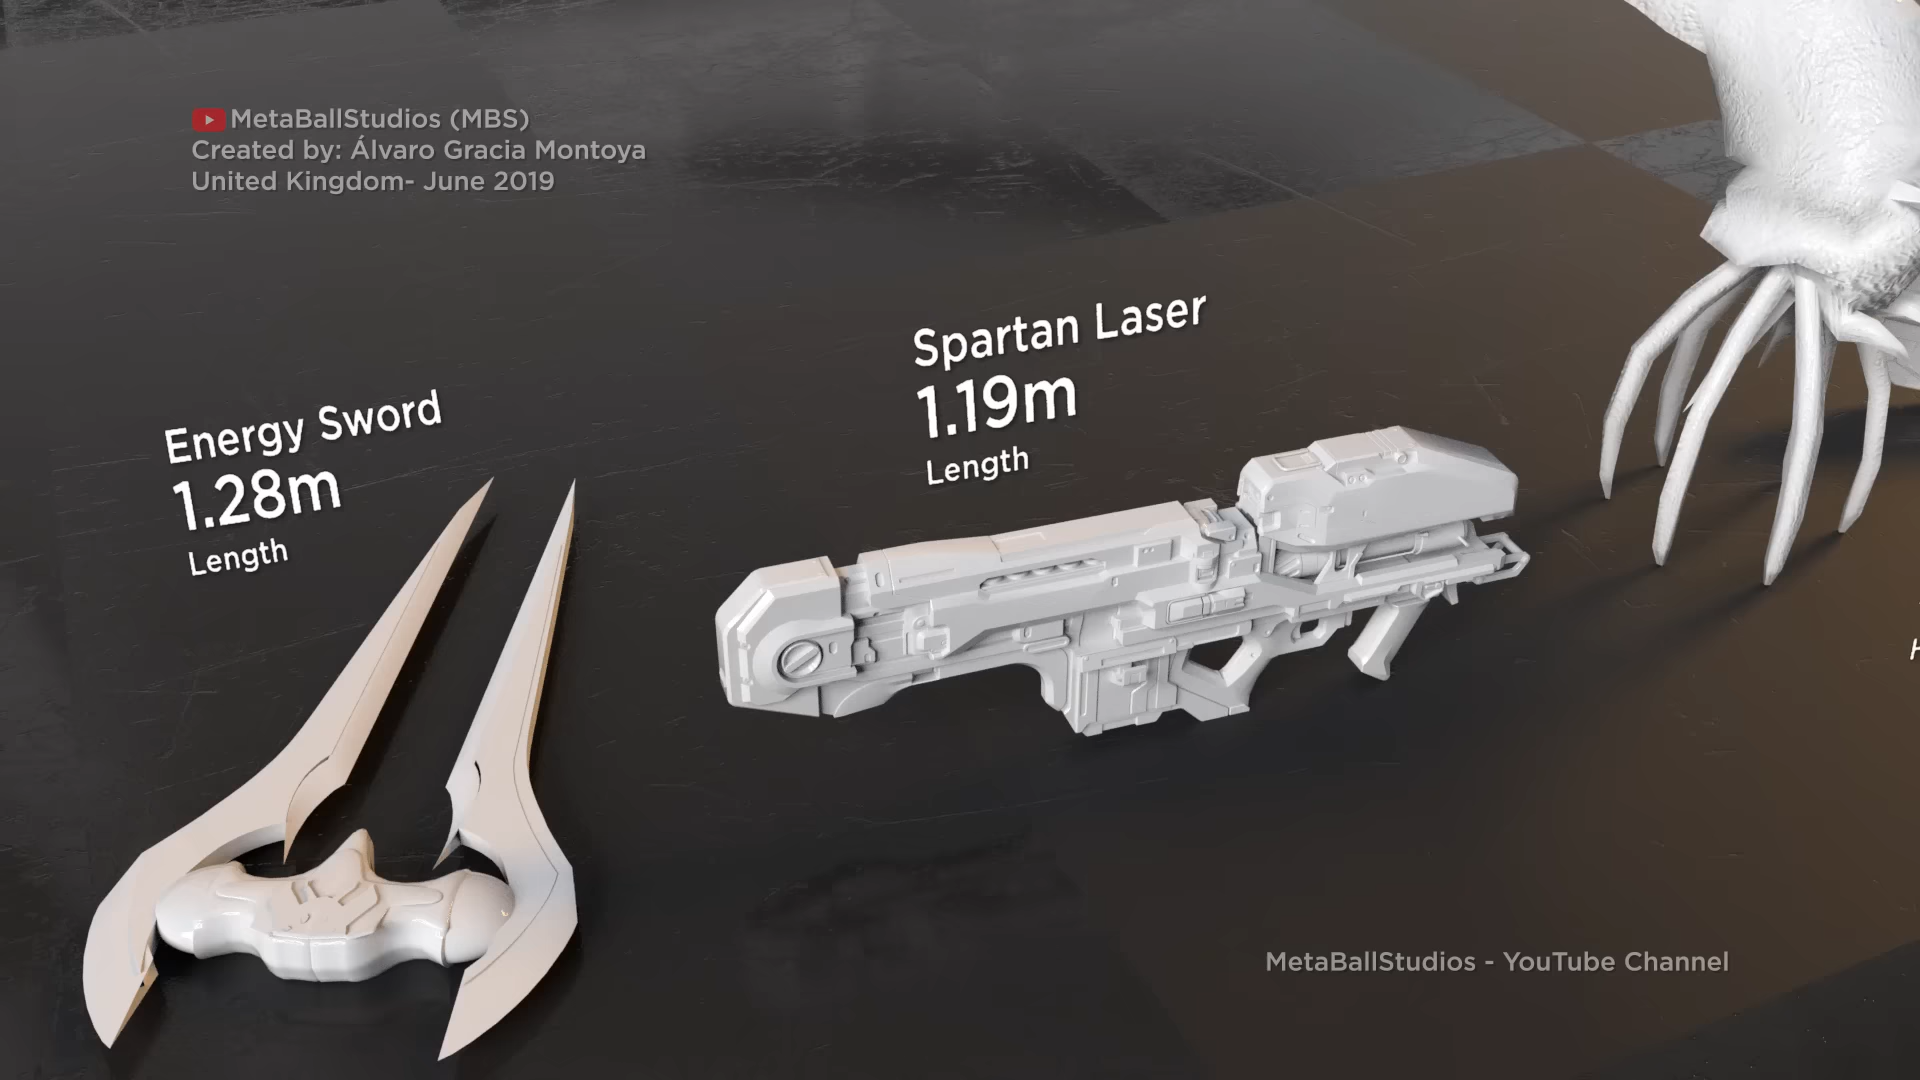 MetaBallStudios (MBS)
Created by: Álvaro Gracia Montoya
United Kingdom- June 2019
Energy Sword
1.28m
Length
Spartan Laser
1.19m
Length
MetaBallStudios - YouTube Channel